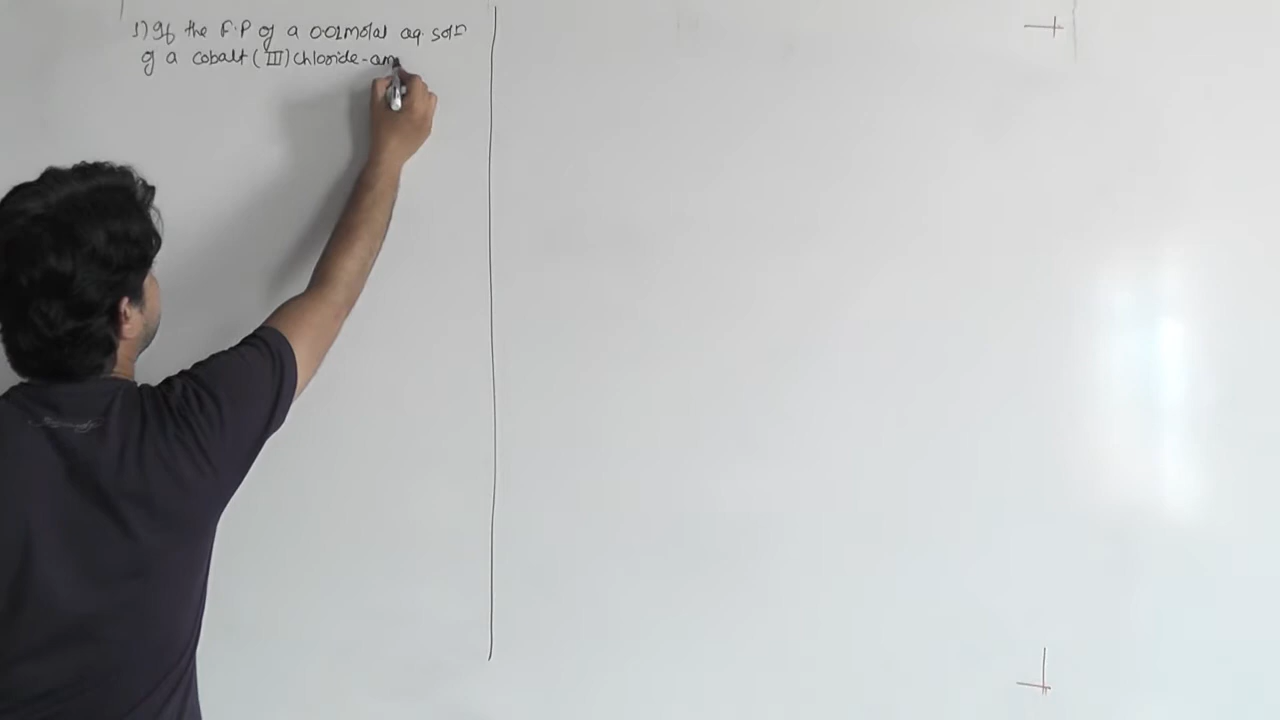 1) If the F.P of a 0.01molal aq. solⁿ
of a cobalt (III) chloride-am